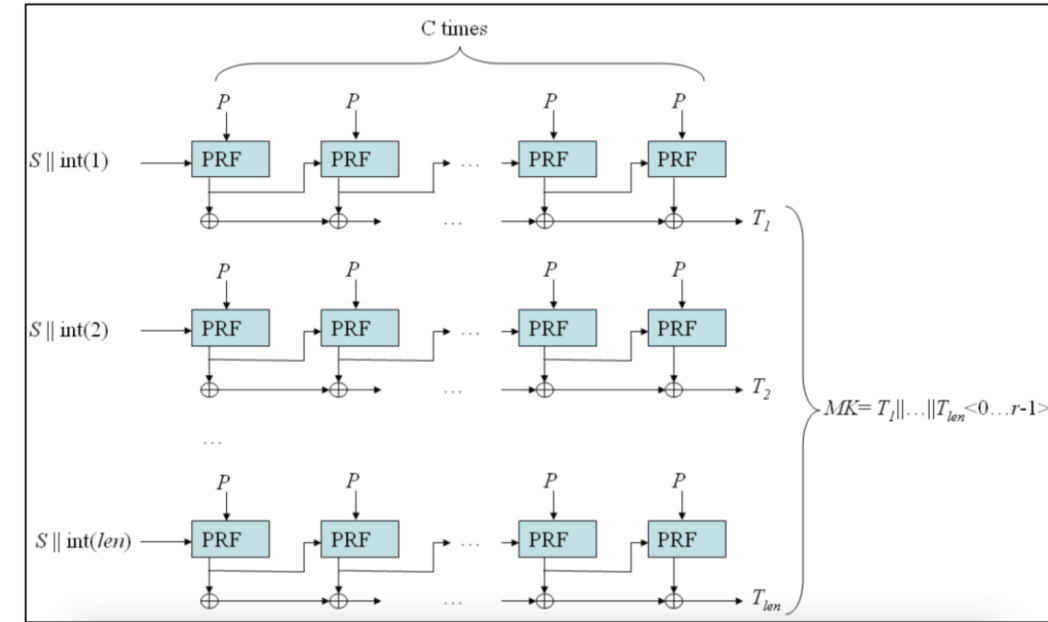 C times
P P P P
S || int(1) PRF PRF … PRF PRF
… T1
P P P P
S || int(2) PRF PRF … PRF PRF
… T2
MK= T1||…||Tlen<0…r-1>
…
P P P P
S || int(len) PRF PRF … PRF PRF
… Tlen